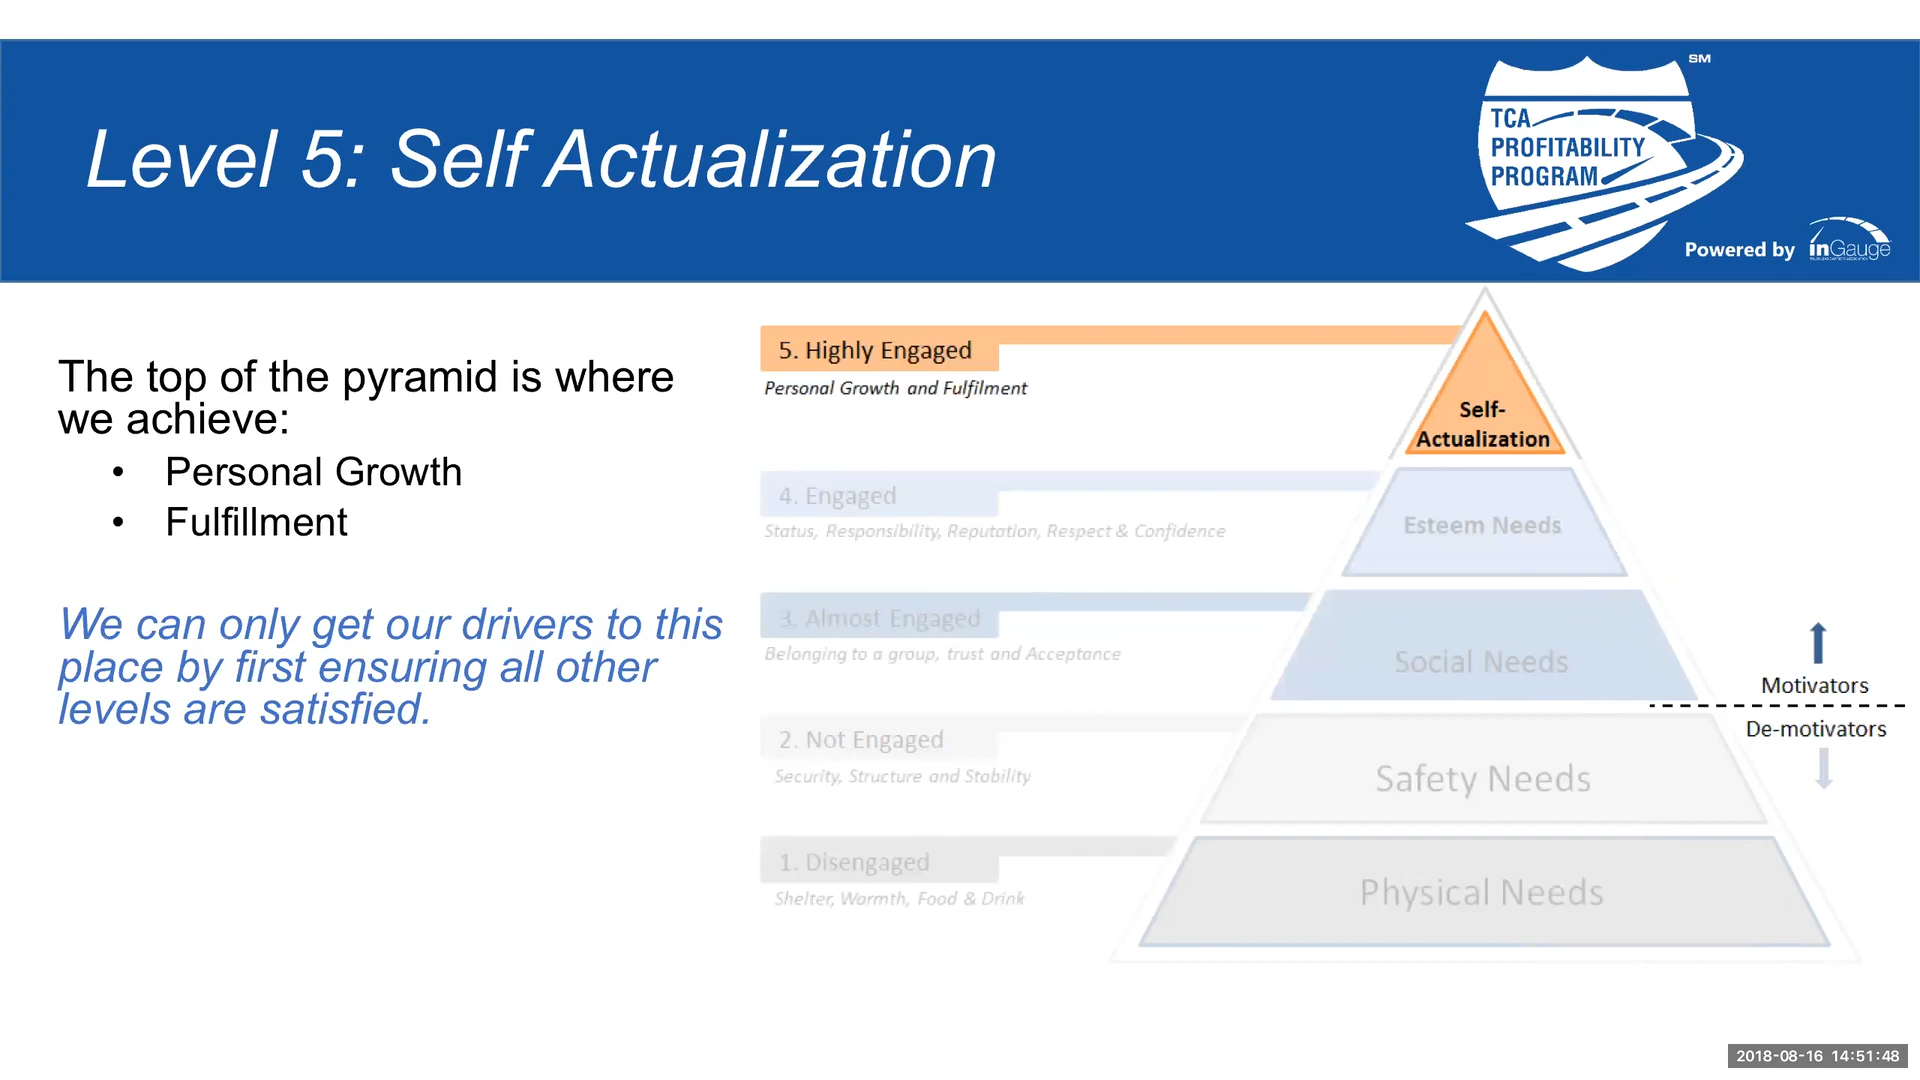 Level 5: Self Actualization
SM
TCA
PROFITABILITY
PROGRAM
Powered by inGauge
The top of the pyramid is where
we achieve:
• Personal Growth
• Fulfillment
We can only get our drivers to this
place by first ensuring all other
levels are satisfied.
5. Highly Engaged
Personal Growth and Fulfilment
Self-
Actualization
4. Engaged
Status, Responsibility, Reputation, Respect & Confidence
Esteem Needs
3. Almost Engaged
Belonging to a group, trust and Acceptance
Social Needs
Motivators
De-motivators
2. Not Engaged
Security, Structure and Stability
Safety Needs
1. Disengaged
Shelter, Warmth, Food & Drink
Physical Needs
2018-08-16 14:51:48